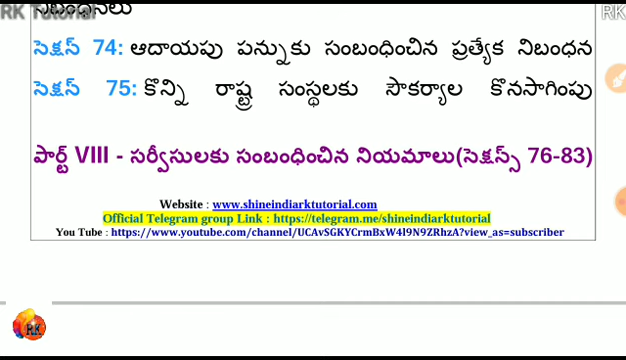 నిబంధనలు
RK Tutorial
RK
సెక్షన్ 74: ఆదాయపు పన్నుకు సంబంధించిన ప్రత్యేక నిబంధన
సెక్షన్ 75: కొన్ని రాష్ట్ర సంస్థలకు సౌకర్యాల కొనసాగింపు
పార్ట్ VIII - సర్వీసులకు సంబంధించిన నియమాలు(సెక్షన్స్ 76-83)
Website : www.shineindiarktutorial.com
Official Telegram group Link : https://telegram.me/shineindiarktutorial
You Tube : https://www.youtube.com/channel/UCAvSGKYCrmBxW4l9N9ZRhzA?view_as=subscriber
RK